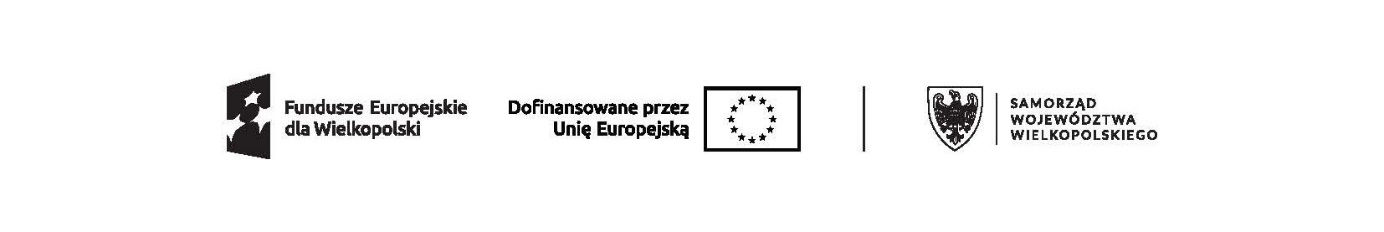 Fundusze Europejskie
dla Wielkopolski
Dofinansowane przez
Unię Europejską
SAMORZĄD
WOJEWÓDZTWA
WIELKOPOLSKIEGO